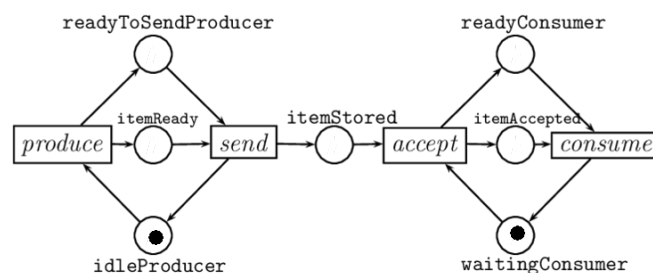 readyToSendProducer
readyConsumer
itemReady
itemStored
itemAccepted
produce
send
accept
consume
idleProducer
waitingConsumer